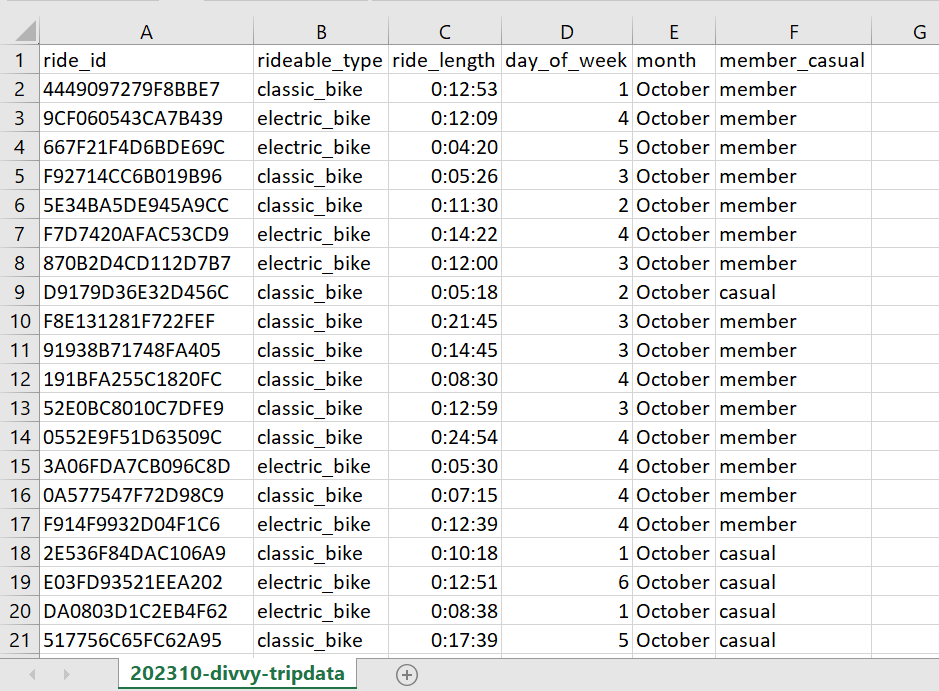 A B C D E F G
1 ride_id rideable_type ride_length day_of_week month member_casual
2 4449097279F8BBE7 classic_bike 0:12:53 1 October member
3 9CF060543CA7B439 electric_bike 0:12:09 4 October member
4 667F21F4D6BDE69C electric_bike 0:04:20 5 October member
5 F92714CC6B019B96 classic_bike 0:05:26 3 October member
6 5E34BA5DE945A9CC classic_bike 0:11:30 2 October member
7 F7D7420AFAC53CD9 electric_bike 0:14:22 4 October member
8 870B2D4CD112D7B7 electric_bike 0:12:00 3 October member
9 D9179D36E32D456C classic_bike 0:05:18 2 October casual
10 F8E131281F722FEF classic_bike 0:21:45 3 October member
11 91938B71748FA405 classic_bike 0:14:45 3 October member
12 191BFA255C1820FC classic_bike 0:08:30 4 October member
13 52E0BC8010C7DFE9 classic_bike 0:12:59 3 October member
14 0552E9F51D63509C classic_bike 0:24:54 4 October member
15 3A06FDA7CB096C8D electric_bike 0:05:30 4 October member
16 0A577547F72D98C9 classic_bike 0:07:15 4 October member
17 F914F9932D04F1C6 electric_bike 0:12:39 4 October member
18 2E536F84DAC106A9 classic_bike 0:10:18 1 October casual
19 E03FD93521EEA202 electric_bike 0:12:51 6 October casual
20 DA0803D1C2EB4F62 electric_bike 0:08:38 1 October casual
21 517756C65FC62A95 classic_bike 0:17:39 5 October casual
202310-divvy-tripdata